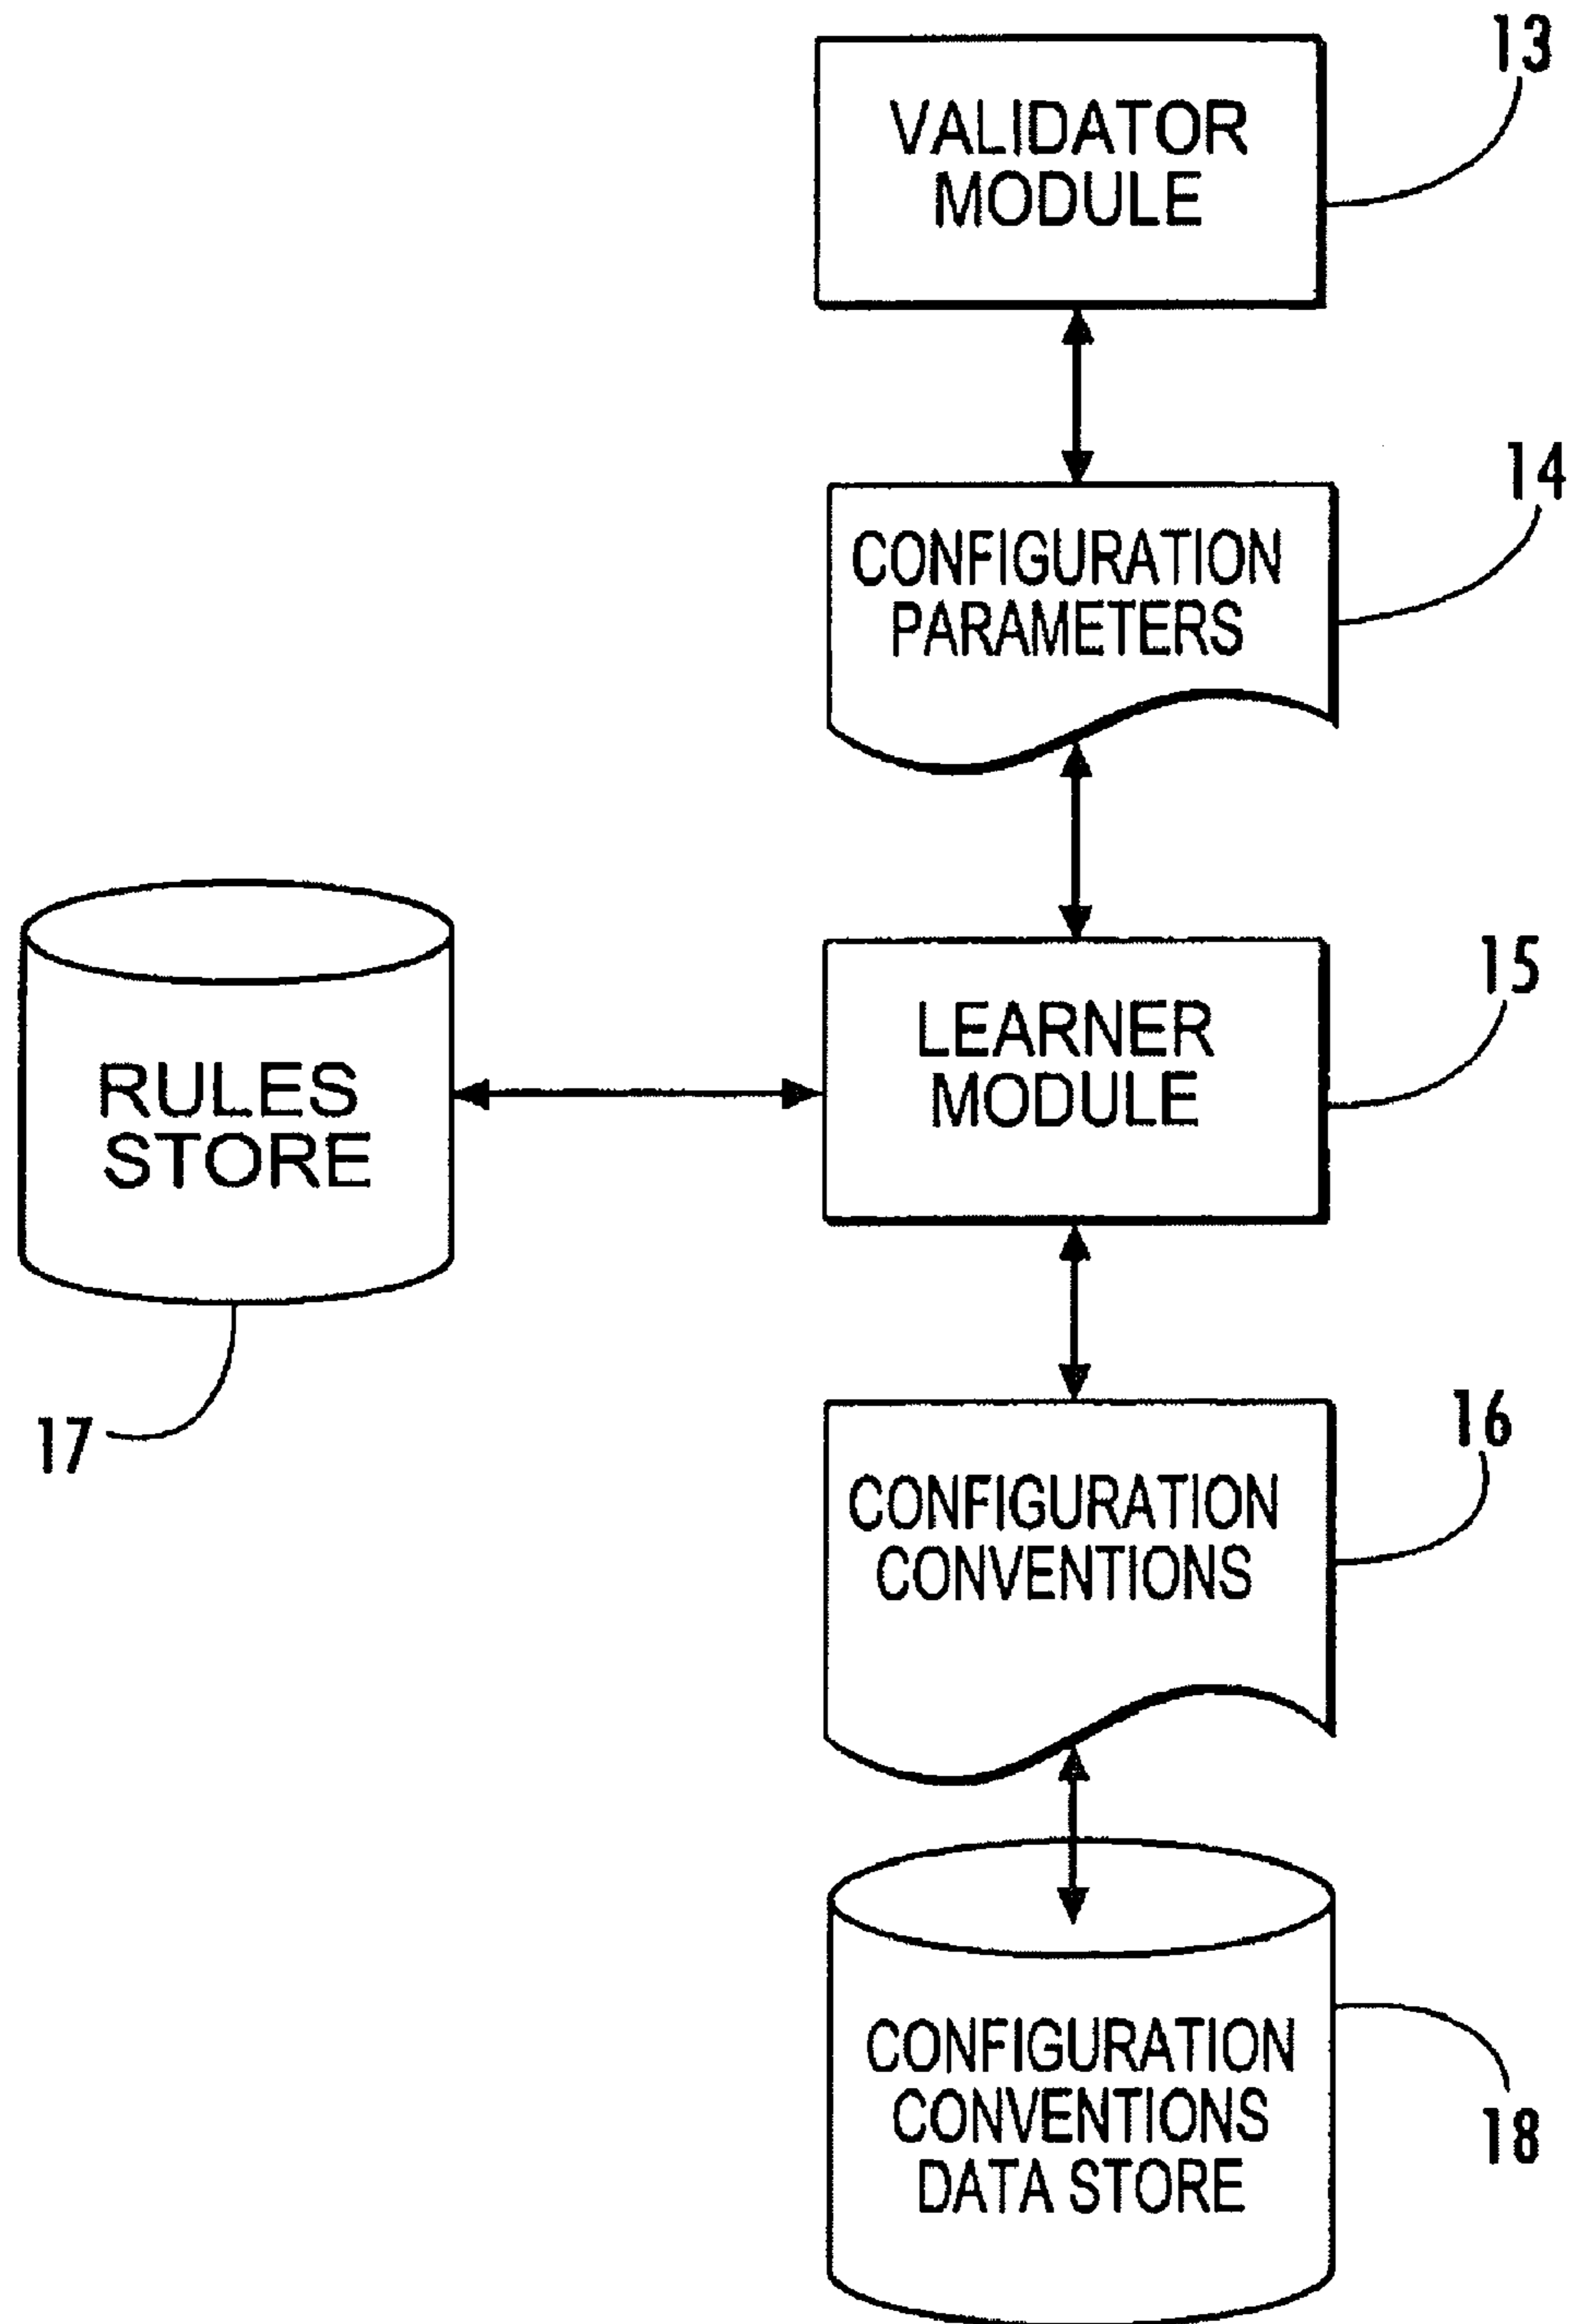 13
VALIDATOR
MODULE
14
CONFIGURATION
PARAMETERS
15
LEARNER
MODULE
RULES
STORE
17
16
CONFIGURATION
CONVENTIONS
CONFIGURATION
CONVENTIONS
DATA STORE
18